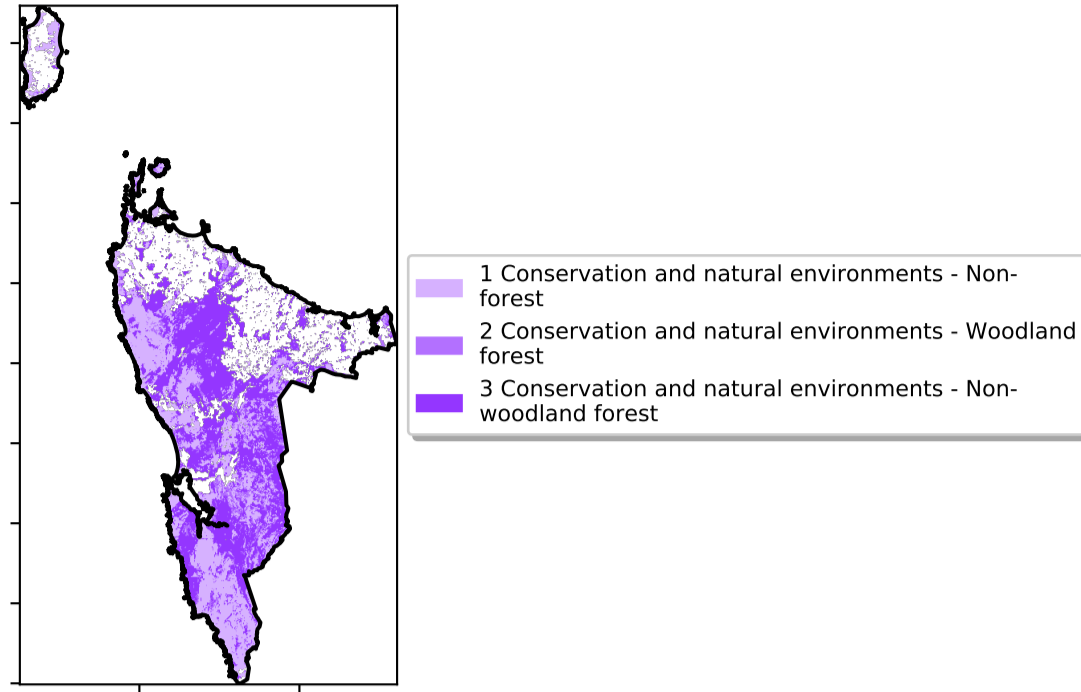 1 Conservation and natural environments - Non-
forest
2 Conservation and natural environments - Woodland
forest
3 Conservation and natural environments - Non-
woodland forest